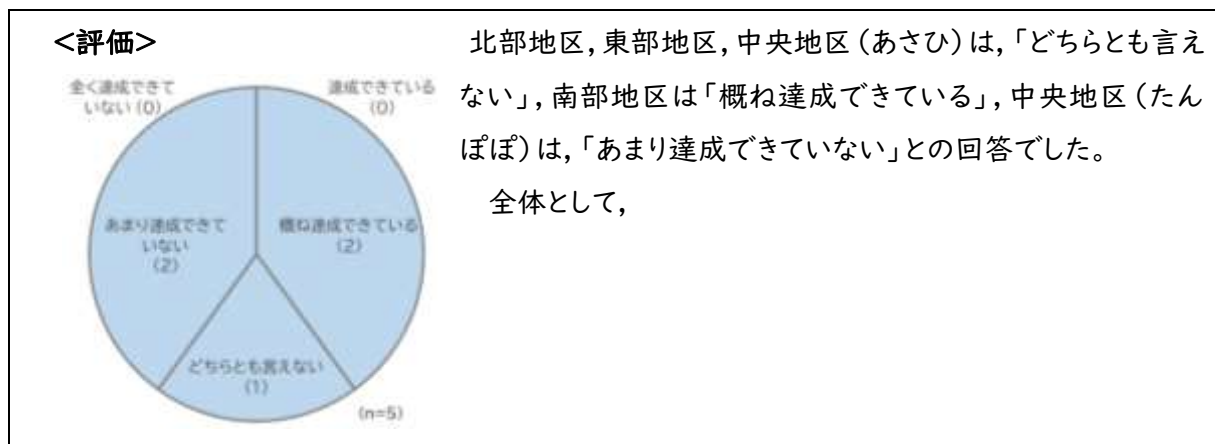 <評価>
北部地区,東部地区,中央地区(あさひ)は,「どちらとも言え
ない」,南部地区は「概ね達成できている」,中央地区(たん
ぽぽ)は,「あまり達成できていない」との回答でした。
全体として,
全く達成できて
いない(0)
達成できている
(0)
あまり達成できて
いない
(2)
概ね達成できている
(2)
どちらとも言えない
(1)
(n=5)